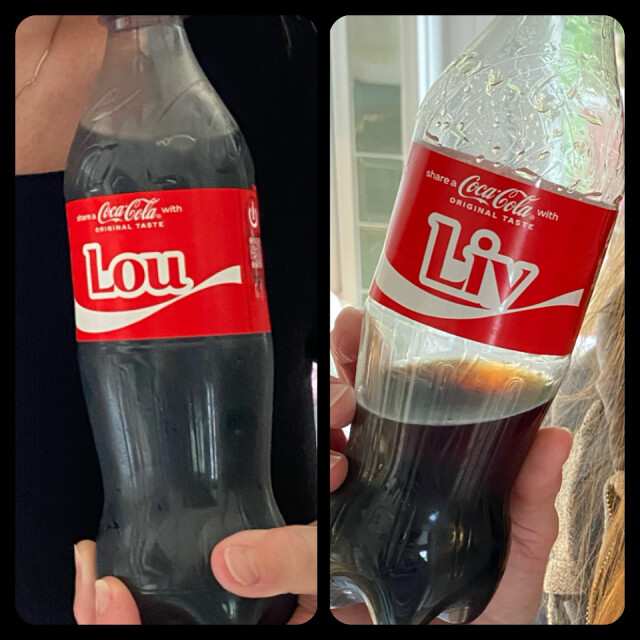 share a Coca-Cola with
ORIGINAL TASTE
Lou
share a Coca-Cola with
ORIGINAL TASTE
Liv